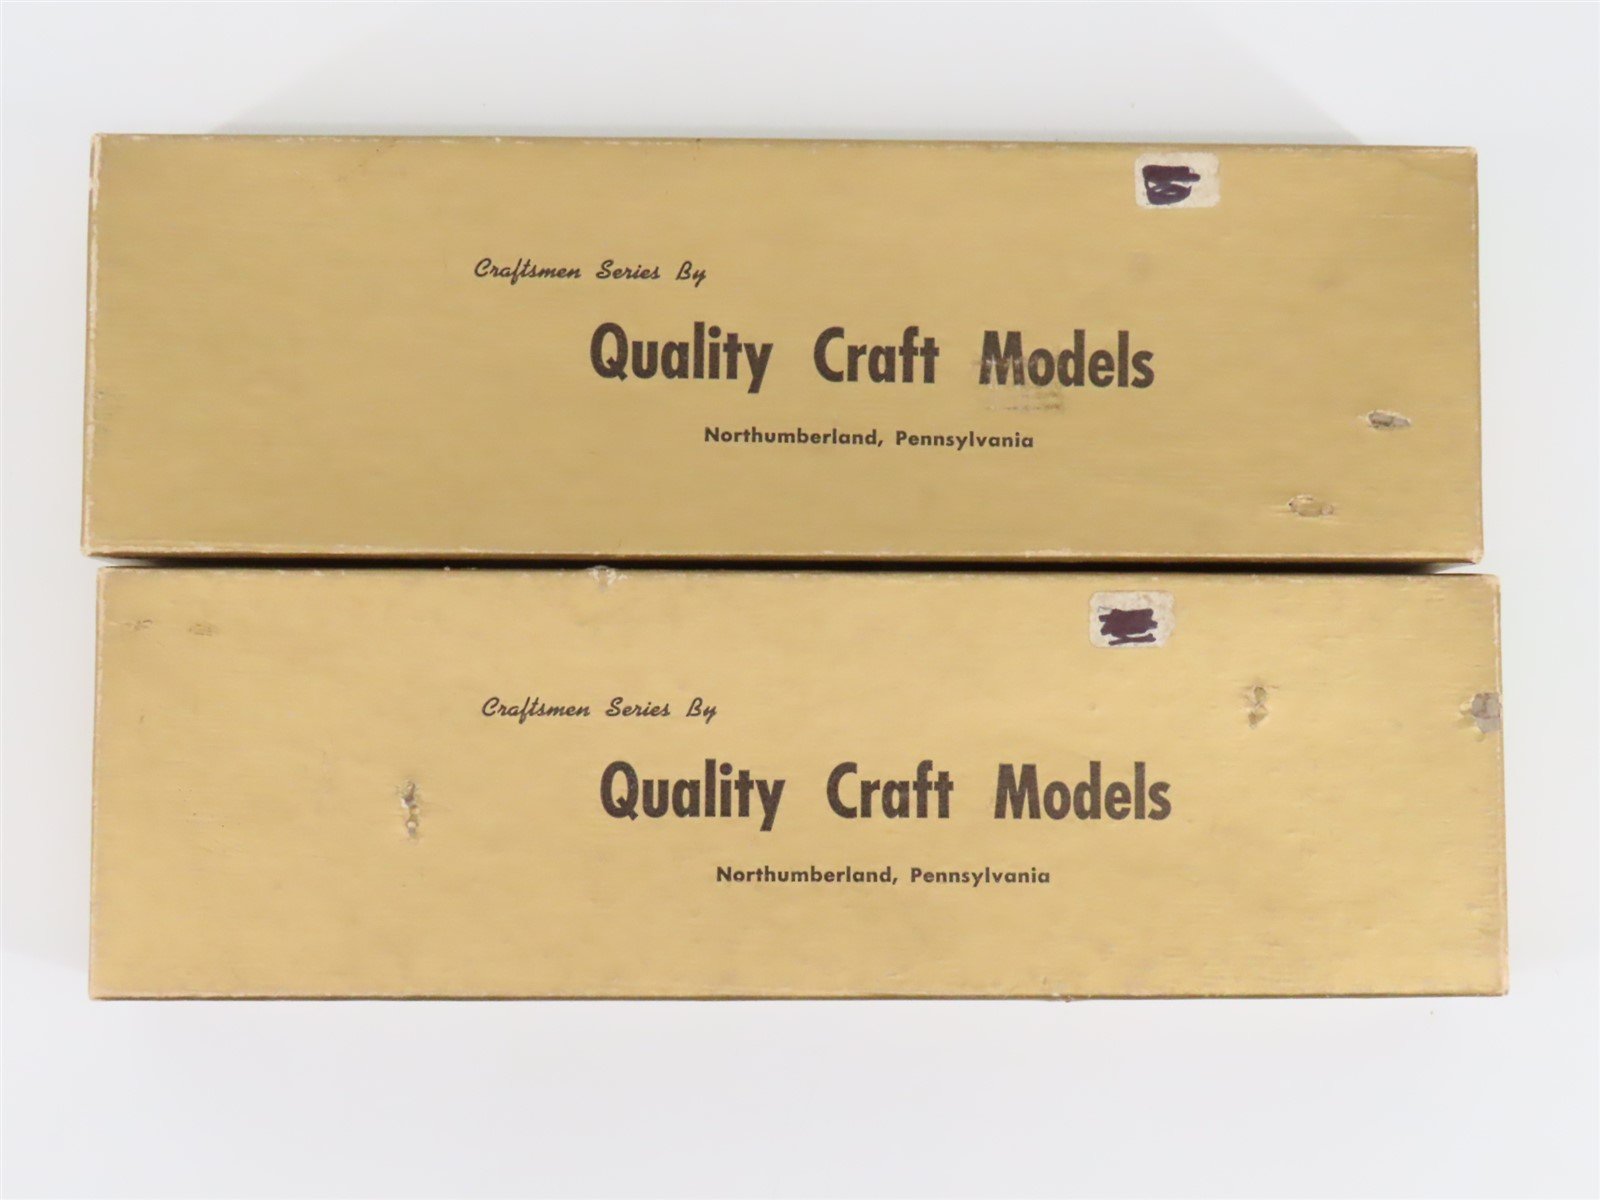 Craftsmen Series By
Quality Craft Models
Northumberland, Pennsylvania
Craftsmen Series By
Quality Craft Models
Northumberland, Pennsylvania